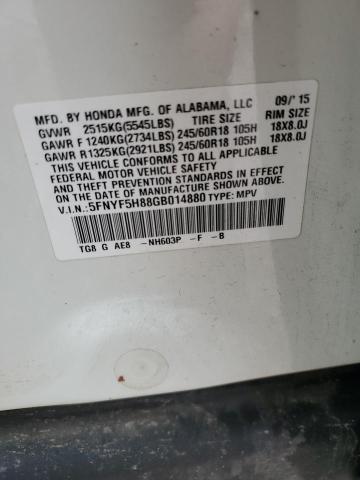 MFD. BY HONDA MFG. OF ALABAMA, LLC 09/'15
GVWR 2515KG(5545LBS) TIRE SIZE RIM SIZE
GAWR F 1240KG(2734LBS) 245/60R18 105H 18X8.0J
GAWR R1325KG(2921LBS) 245/60R18 105H 18X8.0J
THIS VEHICLE CONFORMS TO ALL APPLICABLE
FEDERAL MOTOR VEHICLE SAFETY AND
THEFT PREVENTION STANDARDS IN EFFECT ON THE
DATE OF MANUFACTURE SHOWN ABOVE.
V.I.N.: 5FNYF5H88GB014880 TYPE: MPV
TG8 G AE8 -NH603P -F -B